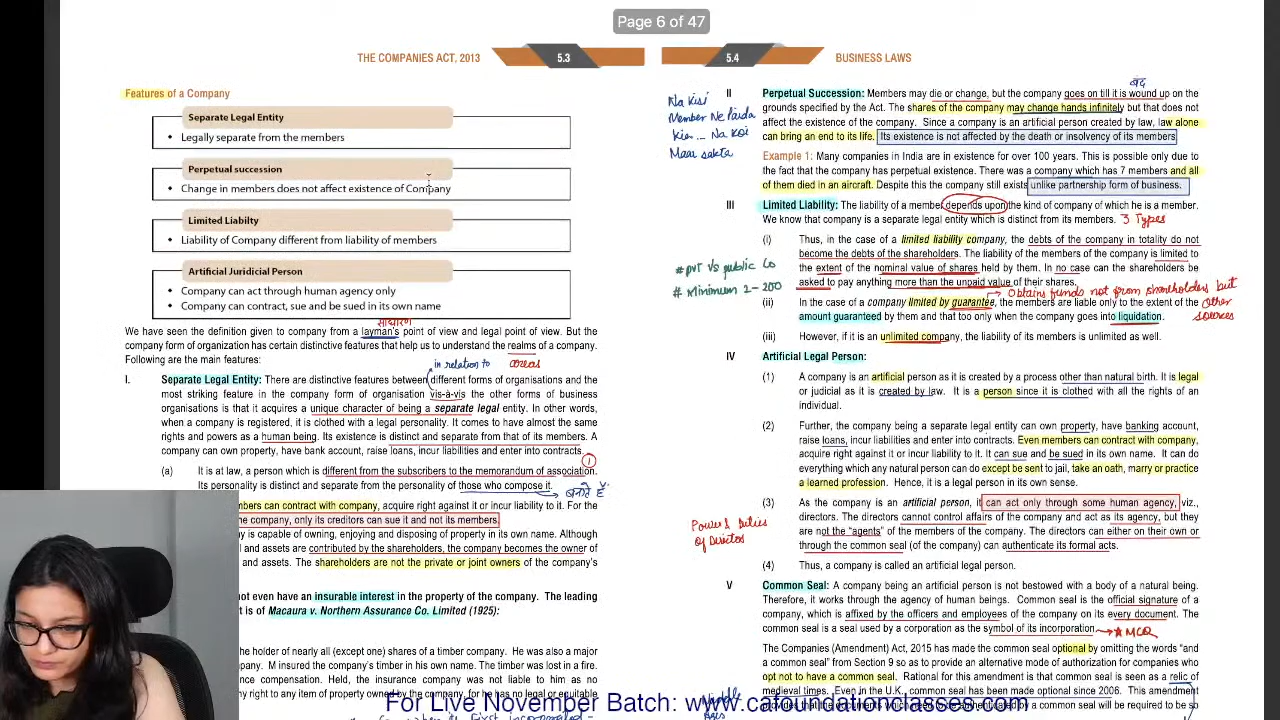 Page 6 of 47
THE COMPANIES ACT, 2013
5.3
Features of a Company
Separate Legal Entity
• Legally separate from the members
Perpetual succession
• Change in members does not affect existence of Company
Limited Liabilty
• Liability of Company different from liability of members
Artificial Juridicial Person
• Company can act through human agency only
• Company can contract, sue and be sued in its own name
साधारण
We have seen the definition given to company from a layman's point of view and legal point of view. But the
company form of organization has certain distinctive features that help us to understand the realms of a company.
Following are the main features:
in relation to
areas
I. Separate Legal Entity: There are distinctive features between different forms of organisations and the
most striking feature in the company form of organisation vis-à-vis the other forms of business
organisations is that it acquires a unique character of being a separate legal entity. In other words,
when a company is registered, it is clothed with a legal personality. It comes to have almost the same
rights and powers as a human being. Its existence is distinct and separate from that of its members. A
company can own property, have bank account, raise loans, incur liabilities and enter into contracts.
1
(a) It is at law, a person which is different from the subscribers to the memorandum of association.
Its personality is distinct and separate from the personality of those who compose it.
बनाते हैं
mbers can contract with company, acquire right against it or incur liability to it. For the
he company, only its creditors can sue it and not its members.
y is capable of owning, enjoying and disposing of property in its own name. Although
l and assets are contributed by the shareholders, the company becomes the owner of
and assets. The shareholders are not the private or joint owners of the company's
not even have an insurable interest in the property of the company. The leading
t is of Macaura v. Northern Assurance Co. Limited (1925):
he holder of nearly all (except one) shares of a timber company. He was also a major
company. M insured the company's timber in his own name. The timber was lost in a fire.
ance compensation. Held, the insurance company was not liable to him as no
y right to any item of property owned by the company, for he has no legal or equitable
5.4
BUSINESS LAWS
Na kisi
Member Ne Paida
Kia... Na koi
Maar sakta
बंद
II Perpetual Succession: Members may die or change, but the company goes on till it is wound up on the
grounds specified by the Act. The shares of the company may change hands infinitely but that does not
affect the existence of the company. Since a company is an artificial person created by law, law alone
can bring an end to its life. Its existence is not affected by the death or insolvency of its members.
Example 1: Many companies in India are in existence for over 100 years. This is possible only due to
the fact that the company has perpetual existence. There was a company which has 7 members and all
of them died in an aircraft. Despite this the company still exists unlike partnership form of business.
III Limited Liability: The liability of a member depends upon the kind of company of which he is a member.
We know that company is a separate legal entity which is distinct from its members. 3 Types
(i) Thus, in the case of a limited liability company, the debts of the company in totality do not
become the debts of the shareholders. The liability of the members of the company is limited to
the extent of the nominal value of shares held by them. In no case can the shareholders be
asked to pay anything more than the unpaid value of their shares.
# pvt Vs public Co
# Minimum 2-200
Obtains funds not from shareholders but
other
sources
(ii) In the case of a company limited by guarantee, the members are liable only to the extent of the
amount guaranteed by them and that too only when the company goes into liquidation.
(iii) However, if it is an unlimited company, the liability of its members is unlimited as well.
IV Artificial Legal Person:
(1) A company is an artificial person as it is created by a process other than natural birth. It is legal
or judicial as it is created by law. It is a person since it is clothed with all the rights of an
individual.
(2) Further, the company being a separate legal entity can own property, have banking account,
raise loans, incur liabilities and enter into contracts. Even members can contract with company,
acquire right against it or incur liability to it. It can sue and be sued in its own name. It can do
everything which any natural person can do except be sent to jail, take an oath, marry or practice
a learned profession. Hence, it is a legal person in its own sense.
(3) As the company is an artificial person, it can act only through some human agency, viz.,
directors. The directors cannot control affairs of the company and act as its agency, but they
are not the "agents" of the members of the company. The directors can either on their own or
through the common seal (of the company) can authenticate its formal acts.
Power & duties
Of Director
(4) Thus, a company is called an artificial legal person.
V Common Seal: A company being an artificial person is not bestowed with a body of a natural being.
Therefore, it works through the agency of human beings. Common seal is the official signature of a
company, which is affixed by the officers and employees of the company on its every document. The
common seal is a seal used by a corporation as the symbol of its incorporation. ★ MCQ
The Companies (Amendment) Act, 2015 has made the common seal optional by omitting the words "and
a common seal" from Section 9 so as to provide an alternative mode of authorization for companies who
opt not to have a common seal. Rational for this amendment is that common seal is seen as a relic of
medieval times. Even in the U.K., common seal has been made optional since 2006. This amendment
provides that the documents which need to be authenticated by a common seal will be required to be so
Middle
Ages
For Live November Batch: www.cafoundationclasses.com